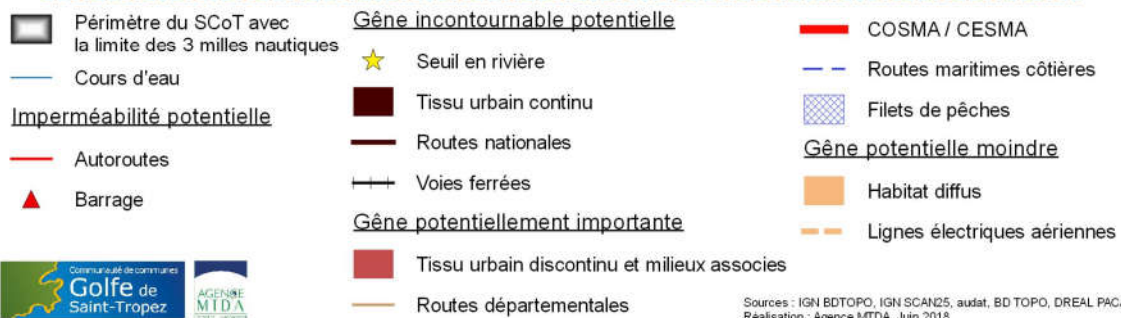 Périmètre du SCoT avec
la limite des 3 milles nautiques
Cours d'eau
Imperméabilité potentielle
Autoroutes
Barrage
Communauté de communes
Golfe de
Saint-Tropez
AGENCE
MTDA
Gêne incontournable potentielle
Seuil en rivière
Tissu urbain continu
Routes nationales
Voies ferrées
Gêne potentiellement importante
Tissu urbain discontinu et milieux associes
Routes départementales
COSMA / CESMA
Routes maritimes côtières
Filets de pêches
Gêne potentielle moindre
Habitat diffus
Lignes électriques aériennes
Sources : IGN BDTOPO, IGN SCAN25, audat, BD TOPO, DREAL PACA
Réalisation : Agence MTDA, Juin 2018